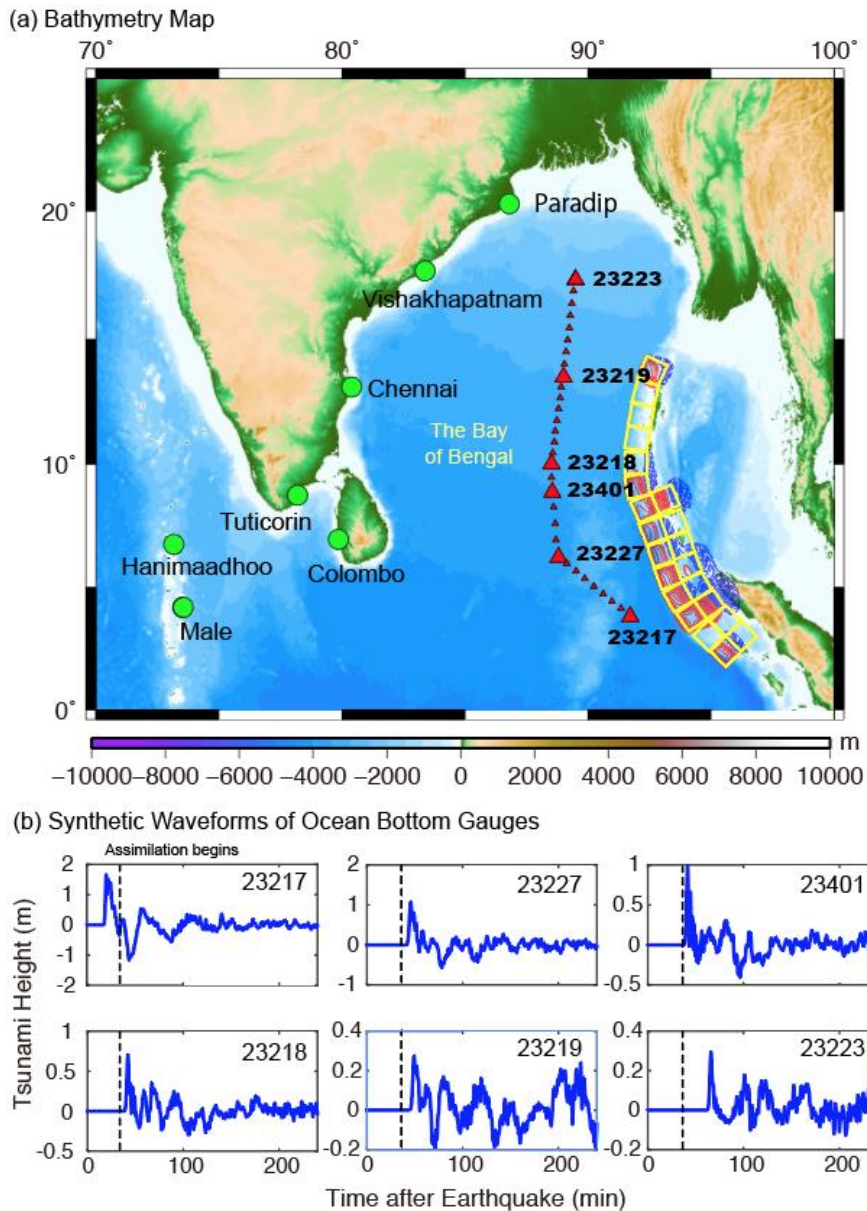 (a) Bathymetry Map
70˚ 80˚ 90˚ 100˚
20˚
10˚
0˚
Paradip
23223
Vishakhapatnam
23219
Chennai
The Bay
of Bengal
23218
23401
Tuticorin
23227
Hanimaadhoo
Colombo
Male
23217
m
−10000 −8000 −6000 −4000 −2000 0 2000 4000 6000 8000 10000
(b) Synthetic Waveforms of Ocean Bottom Gauges
Assimilation begins
23217
2
1
0
-1
-2
23227
2
1
0
-1
23401
1
0.5
0
-0.5
Tsunami Height (m)
23218
1
0.5
0
-0.5
0 100 200
23219
0.4
0.2
0
-0.2
0 100 200
23223
0.4
0.2
0
-0.2
0 100 200
Time after Earthquake (min)